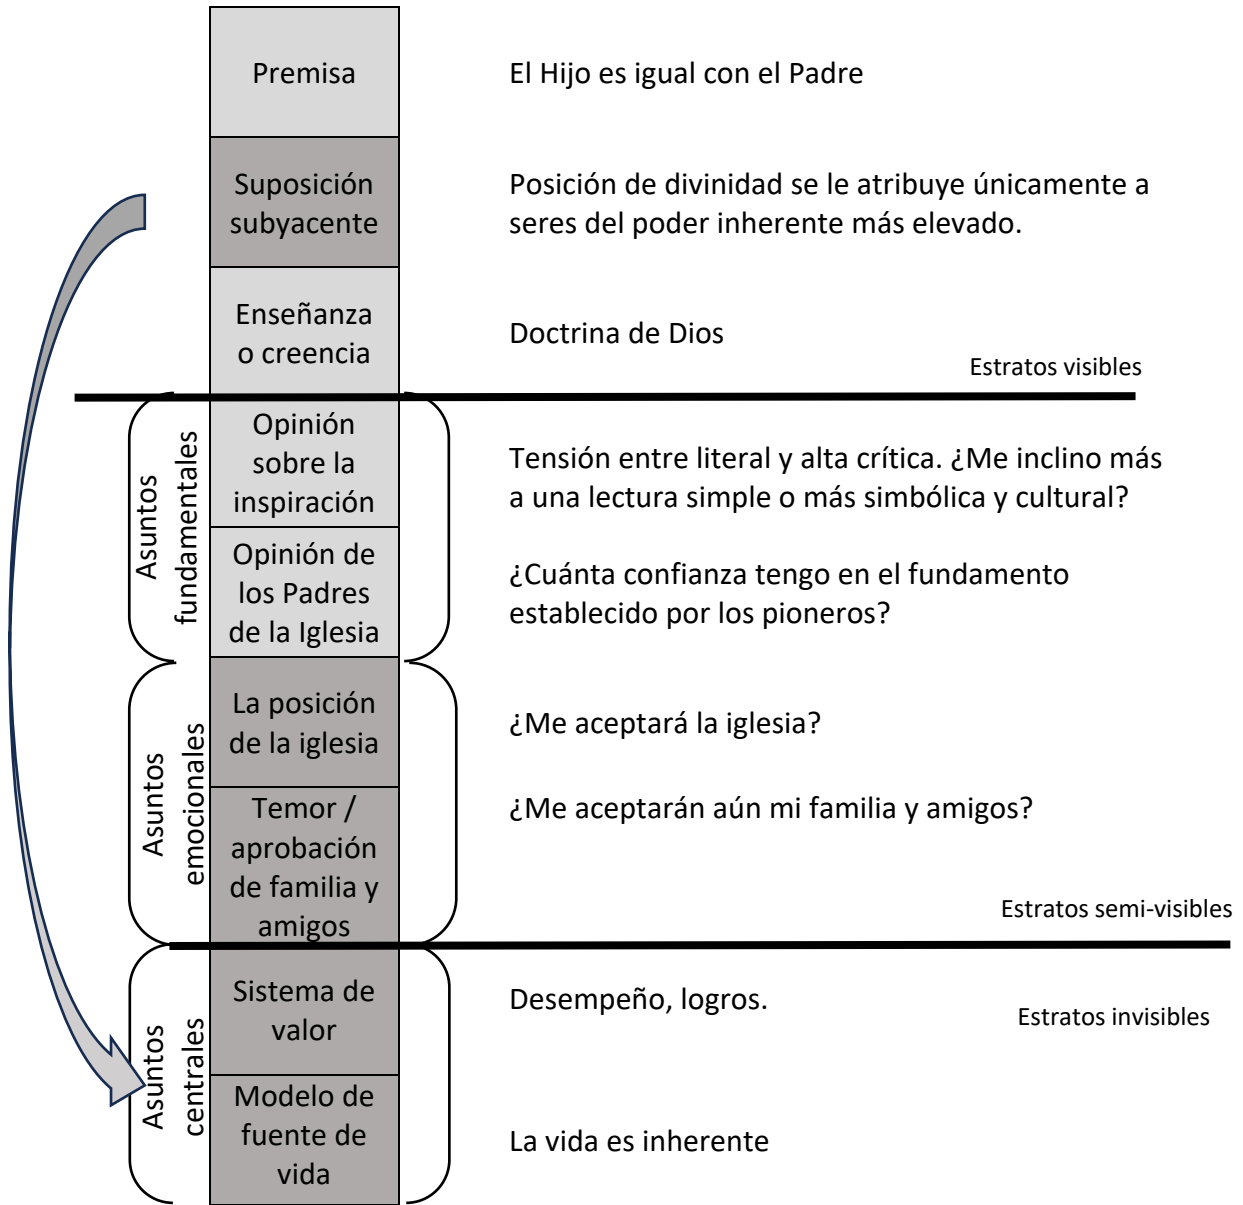 Premisa
El Hijo es igual con el Padre
Suposición
subyacente
Posición de divinidad se le atribuye únicamente a
seres del poder inherente más elevado.
Enseñanza
o creencia
Doctrina de Dios
Estratos visibles
Asuntos
fundamentales
Opinión
sobre la
inspiración
Tensión entre literal y alta crítica. ¿Me inclino más
a una lectura simple o más simbólica y cultural?
Opinión de
los Padres
de la Iglesia
¿Cuánta confianza tengo en el fundamento
establecido por los pioneros?
Asuntos
emocionales
La posición
de la iglesia
¿Me aceptará la iglesia?
Temor /
aprobación
de familia y
amigos
¿Me aceptarán aún mi familia y amigos?
Estratos semi-visibles
Asuntos
centrales
Sistema de
valor
Desempeño, logros.
Estratos invisibles
Modelo de
fuente de
vida
La vida es inherente